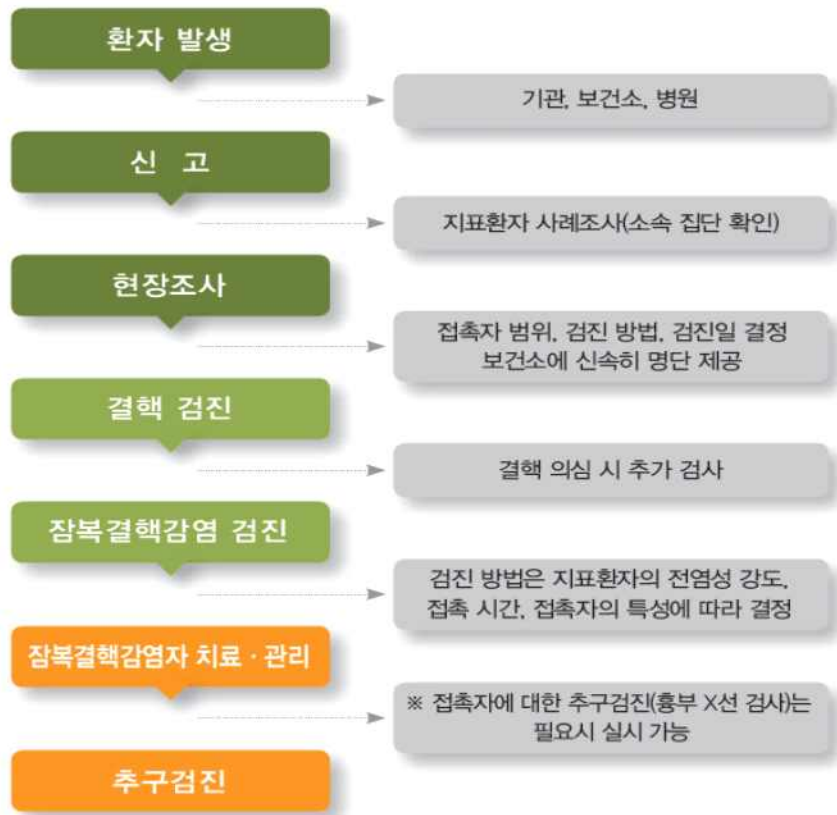 환자 발생
기관, 보건소, 병원
신 고
지표환자 사례조사(소속 집단 확인)
현장조사
접촉자 범위, 검진 방법, 검진일 결정
보건소에 신속히 명단 제공
결핵 검진
결핵 의심 시 추가 검사
잠복결핵감염 검진
검진 방법은 지표환자의 전염성 강도,
접촉 시간, 접촉자의 특성에 따라 결정
잠복결핵감염자 치료 · 관리
※ 접촉자에 대한 추구검진(흉부 X선 검사)는
필요시 실시 가능
추구검진